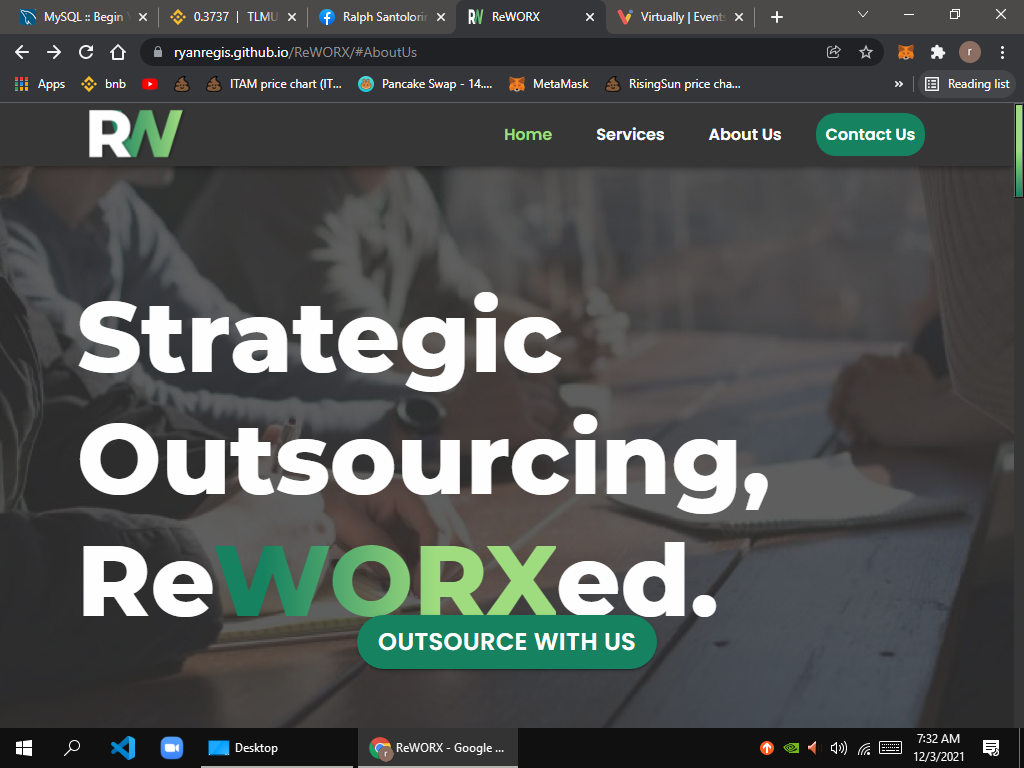 MySQL :: Begin
0.3737 | TLMU
Ralph Santolorin
ReWORX
Virtually | Events
ryanregis.github.io/ReWORX/#AboutUs
r
Apps
bnb
ITAM price chart (IT...
Pancake Swap - 14....
MetaMask
RisingSun price cha...
»
Reading list
RW
Home
Services
About Us
Contact Us
Strategic
Outsourcing,
ReWORXed.
OUTSOURCE WITH US
Desktop
r
ReWORX - Google ...
7:32 AM
12/3/2021